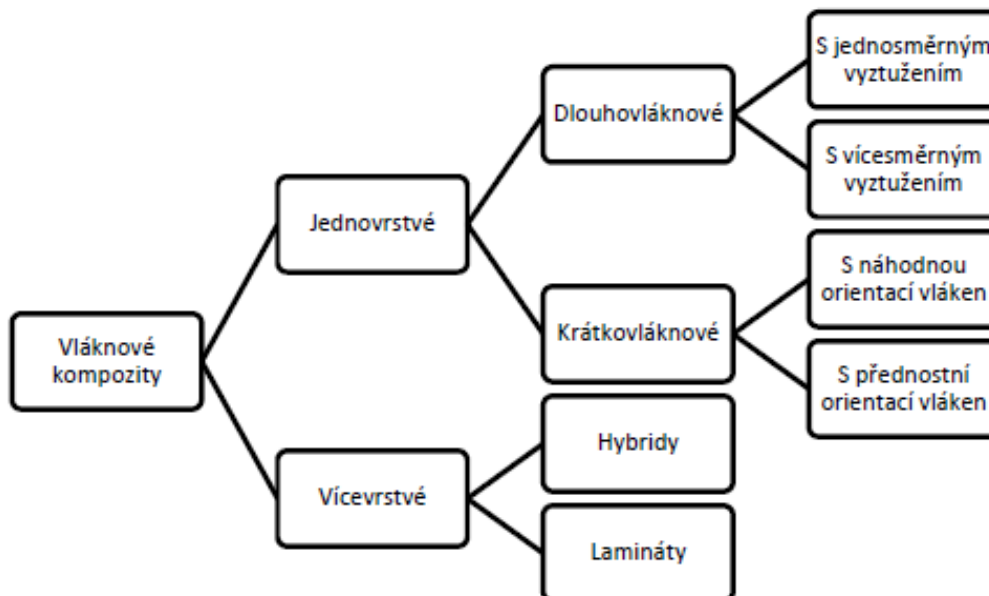 S jednosměrným
vyztužením
Dlouhovláknové
S vícesměrným
vyztužením
Jednovrstvé
S náhodnou
orientací vláken
Krátkovláknové
Vláknové
kompozity
S přednostní
orientací vláken
Hybridy
Vícevrstvé
Lamináty